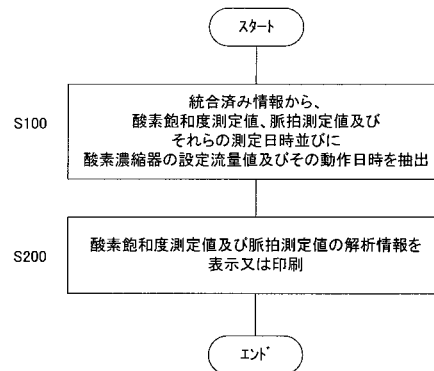 スタート
S100
統合済み情報から、
酸素飽和度測定値、脈拍測定値及び
それらの測定日時並びに
酸素濃縮器の設定流量値及びその動作日時を抽出
S200
酸素飽和度測定値及び脈拍測定値の解析情報を
表示又は印刷
エンド